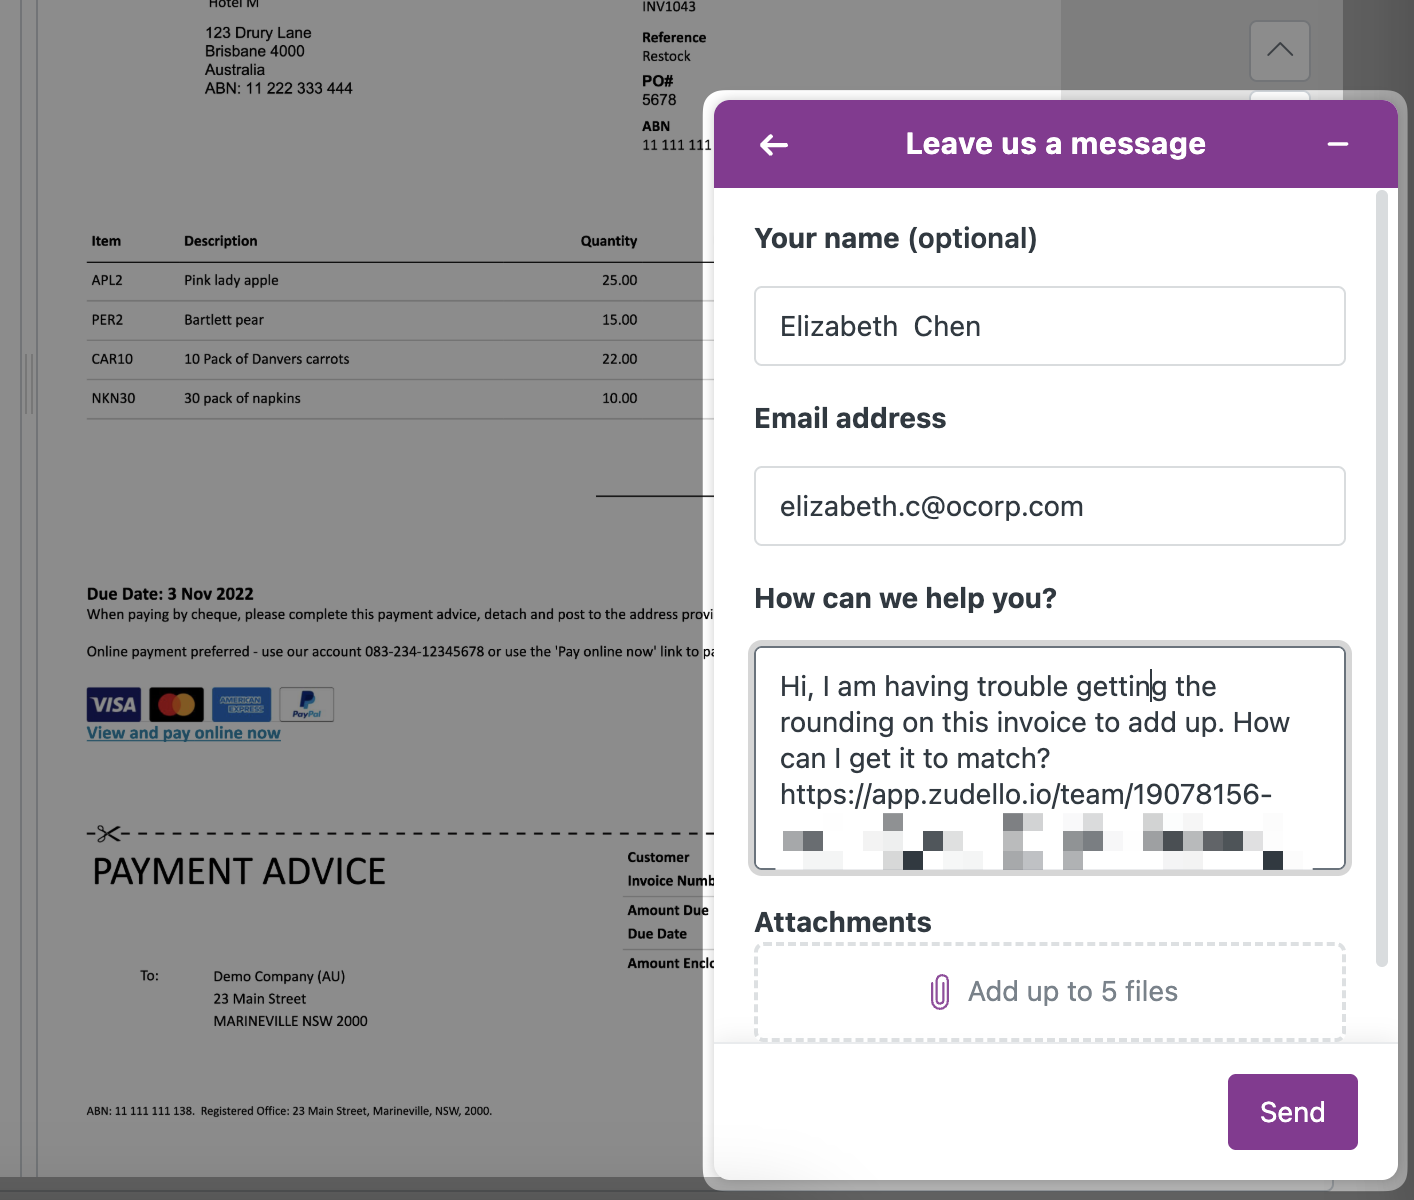 Hotel M
123 Drury Lane
Brisbane 4000
Australia
ABN: 11 222 333 444
INV1043
Reference
Restock
PO#
5678
ABN
11 111 111
Item Description Quantity
APL2 Pink lady apple 25.00
PER2 Bartlett pear 15.00
CAR10 10 Pack of Danvers carrots 22.00
NKN30 30 pack of napkins 10.00
Due Date: 3 Nov 2022
When paying by cheque, please complete this payment advice, detach and post to the address provi
Online payment preferred - use our account 083-234-12345678 or use the 'Pay online now' link to pa
VISA AMERICAN EXPRESS PayPal
View and pay online now
PAYMENT ADVICE
To: Demo Company (AU)
23 Main Street
MARINEVILLE NSW 2000
Customer
Invoice Numb
Amount Due
Due Date
Amount Enclo
ABN: 11 111 111 138. Registered Office: 23 Main Street, Marineville, NSW, 2000.
Leave us a message
Your name (optional)
Elizabeth Chen
Email address
elizabeth.c@ocorp.com
How can we help you?
Hi, I am having trouble getting the
rounding on this invoice to add up. How
can I get it to match?
https://app.zudello.io/team/19078156-
Attachments
Add up to 5 files
Send